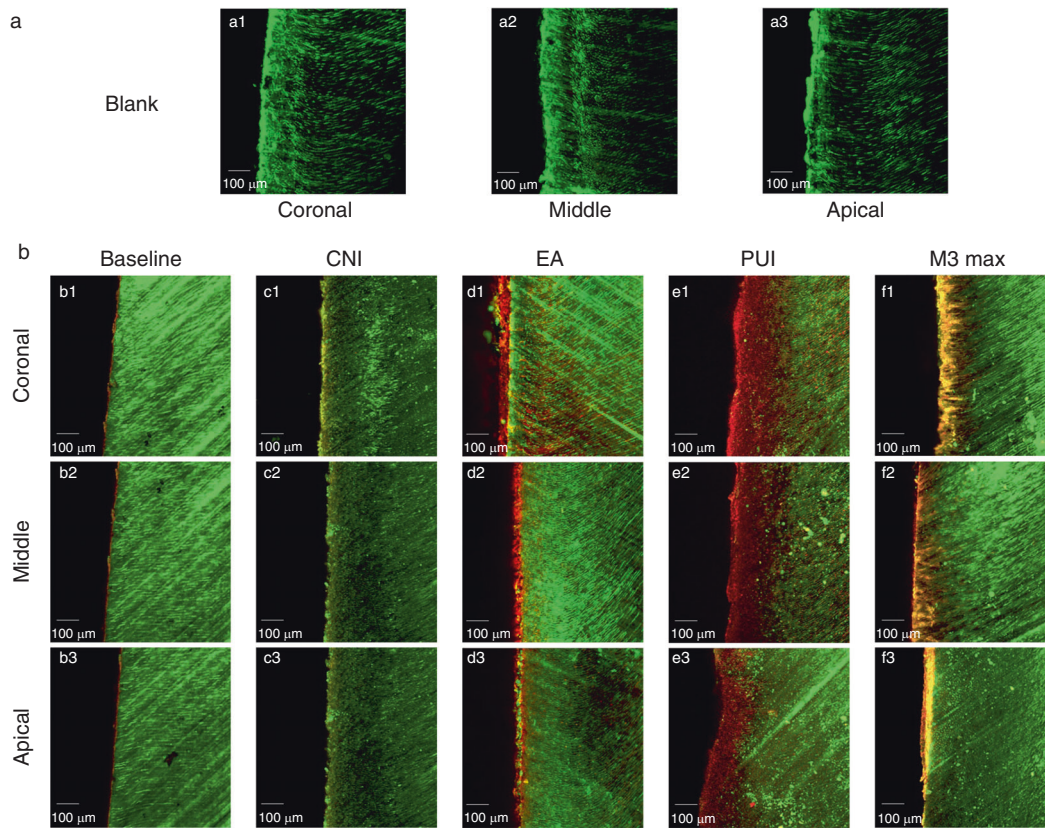 a
Blank
a1
a2
a3
100 μm
100 μm
100 μm
Coronal
Middle
Apical
b
Baseline
CNI
EA
PUI
M3 max
Coronal
b1
c1
d1
e1
f1
100 μm
100 μm
100 μm
100 μm
100 μm
Middle
b2
c2
d2
e2
f2
100 μm
100 μm
100 μm
100 μm
100 μm
Apical
b3
c3
d3
e3
f3
100 μm
100 μm
100 μm
100 μm
100 μm